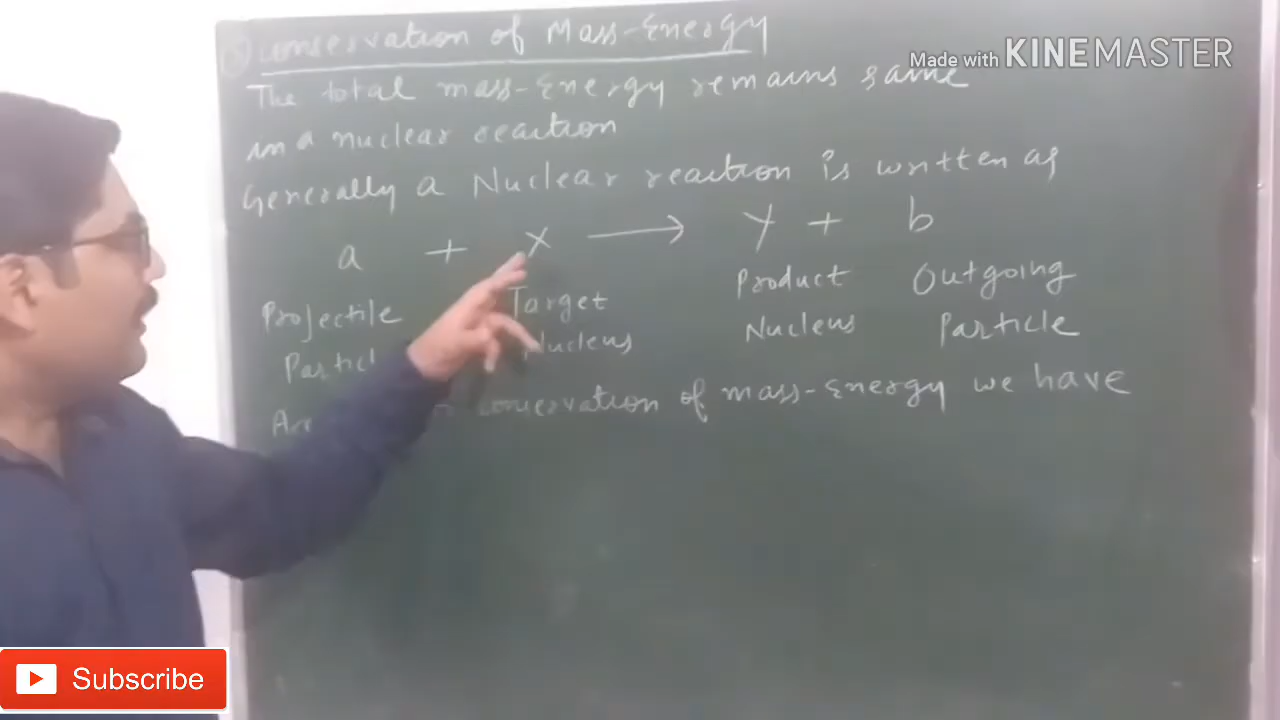 conservation of Mass-Energy
Made with KINEMASTER
The total mass-Energy remains same
in a nuclear reaction
Generally a Nuclear reaction is written as
a + X → Y + b
Projectile Target Product Outgoing
Nucleus Nucleus Particle
conservation of mass-Energy we have
Subscribe